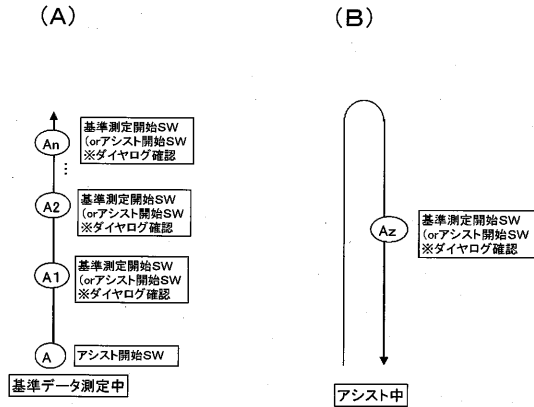 (A)
An
基準測定開始SW
(orアシスト開始SW
※ダイヤログ確認
⋮
A2
基準測定開始SW
(orアシスト開始SW
※ダイヤログ確認
A1
基準測定開始SW
(orアシスト開始SW
※ダイヤログ確認
A
アシスト開始SW
基準データ測定中
(B)
Az
基準測定開始SW
(orアシスト開始SW
※ダイヤログ確認
アシスト中